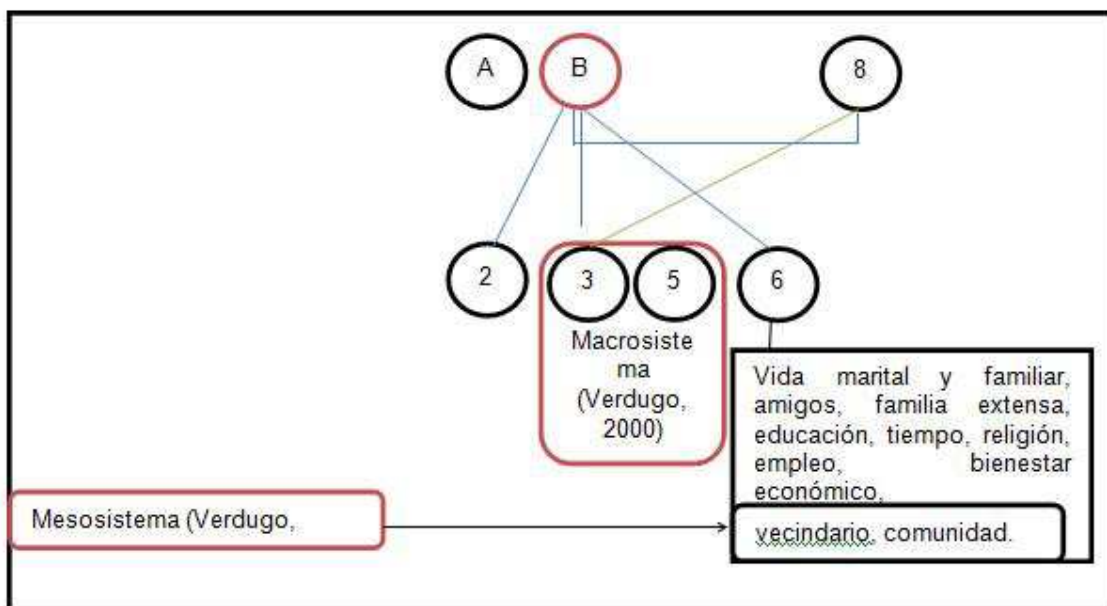 A
B
8
2
3
5
6
Macrosiste
ma
(Verdugo,
2000)
Vida marital y familiar,
amigos, familia extensa,
educación, tiempo, religión,
empleo, bienestar
económico,
vecindario, comunidad.
Mesosistema (Verdugo,